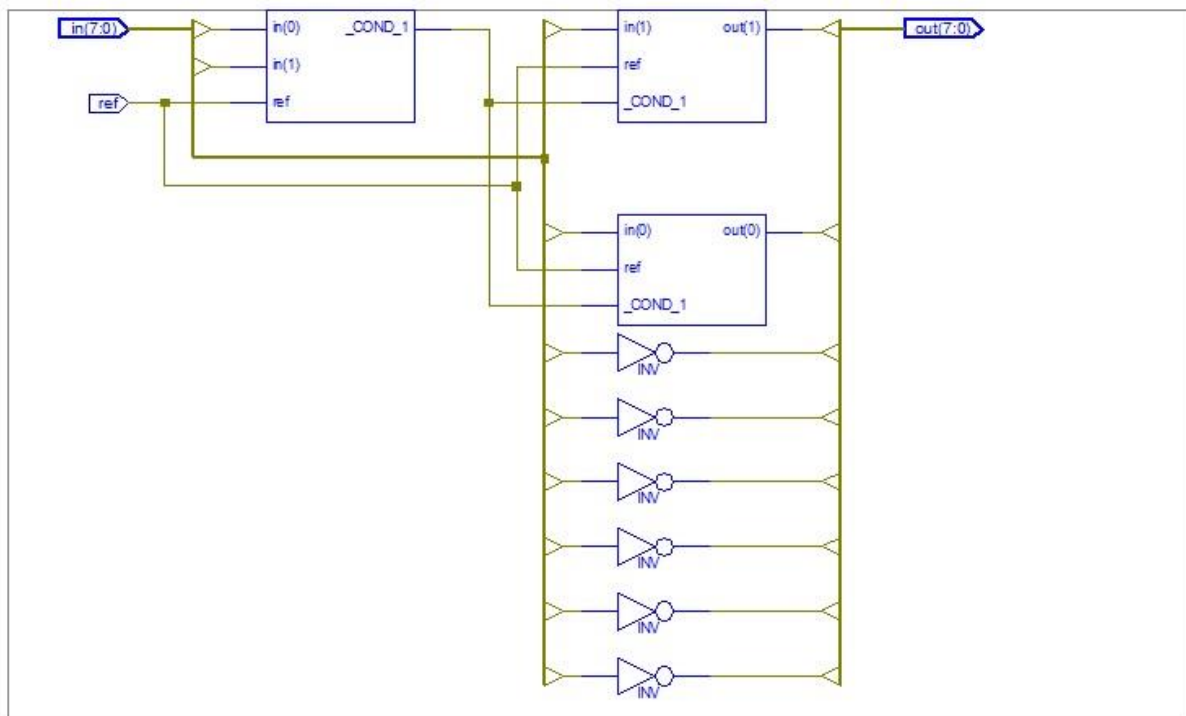 in(7:0)
in(0) _COND_1
in(1)
ref
ref
in(1) out(1)
ref
_COND_1
out(7:0)
in(0) out(0)
ref
_COND_1
INV
INV
INV
INV
INV
INV